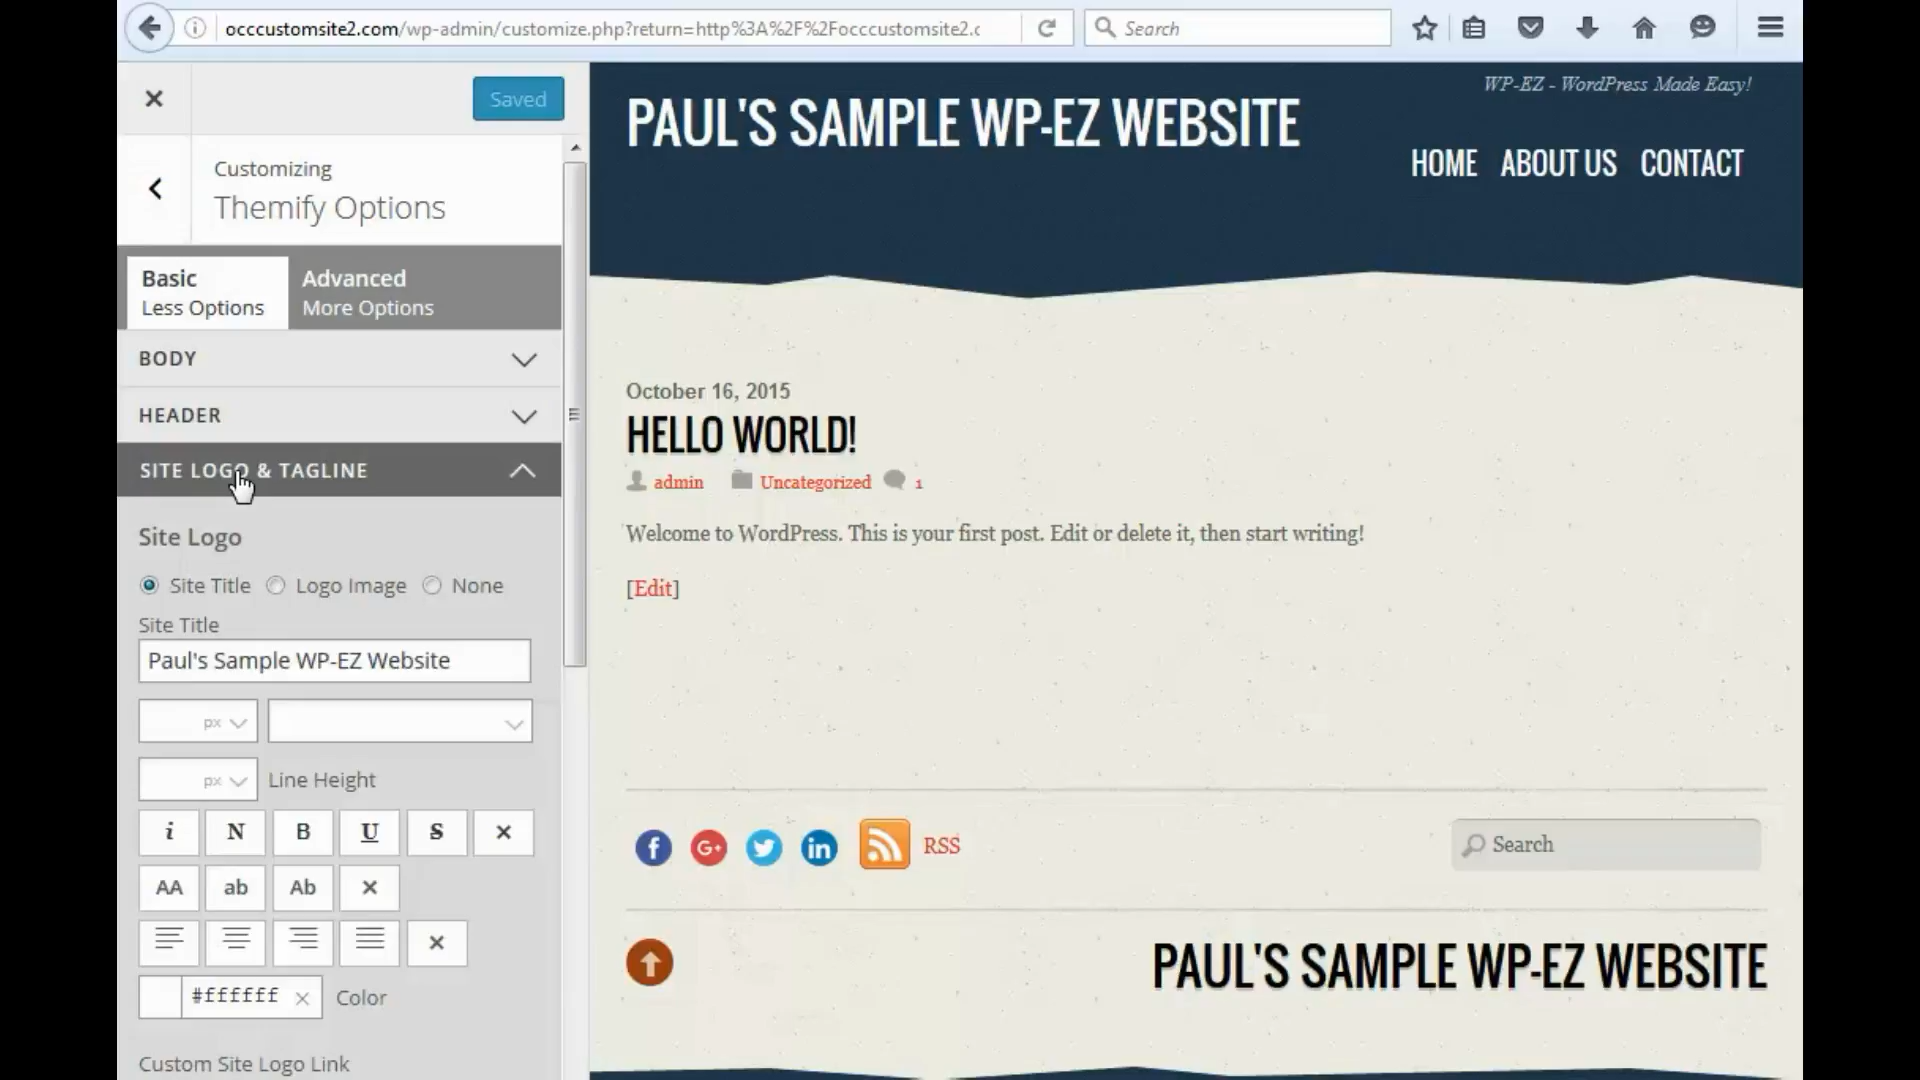 occcustomsite2.com/wp-admin/customize.php?return=http%3A%2F%2Focccustomsite2.c
Search
Saved
Customizing
Themify Options
Basic
Less Options
Advanced
More Options
BODY
HEADER
SITE LOGO & TAGLINE
Site Logo
Site Title
Logo Image
None
Site Title
Paul's Sample WP-EZ Website
px
px
Line Height
i N B U S ×
AA ab Ab ×
×
#ffffff ×
Color
Custom Site Logo Link
WP-EZ - WordPress Made Easy!
PAUL'S SAMPLE WP-EZ WEBSITE
HOME ABOUT US CONTACT
October 16, 2015
HELLO WORLD!
admin Uncategorized 1
Welcome to WordPress. This is your first post. Edit or delete it, then start writing!
[Edit]
f G+ in RSS
Search
PAUL'S SAMPLE WP-EZ WEBSITE